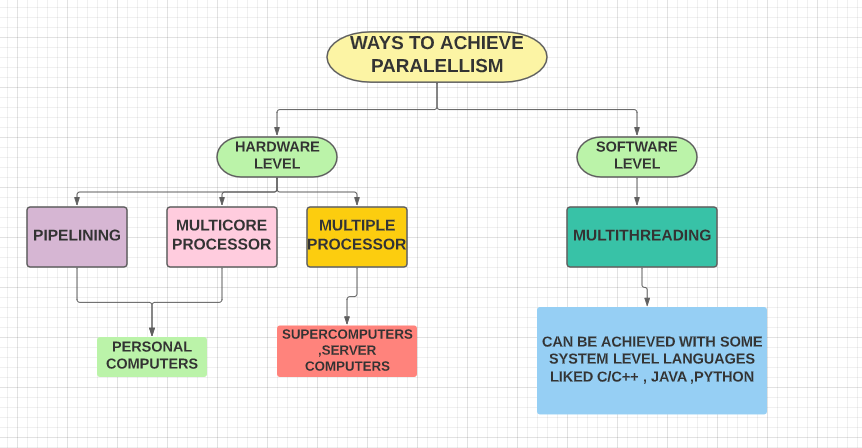 WAYS TO ACHIEVE
PARALELLISM
HARDWARE
LEVEL
SOFTWARE
LEVEL
PIPELINING
MULTICORE
PROCESSOR
MULTIPLE
PROCESSOR
MULTITHREADING
PERSONAL
COMPUTERS
SUPERCOMPUTERS
,SERVER
COMPUTERS
CAN BE ACHIEVED WITH SOME
SYSTEM LEVEL LANGUAGES
LIKED C/C++ , JAVA ,PYTHON